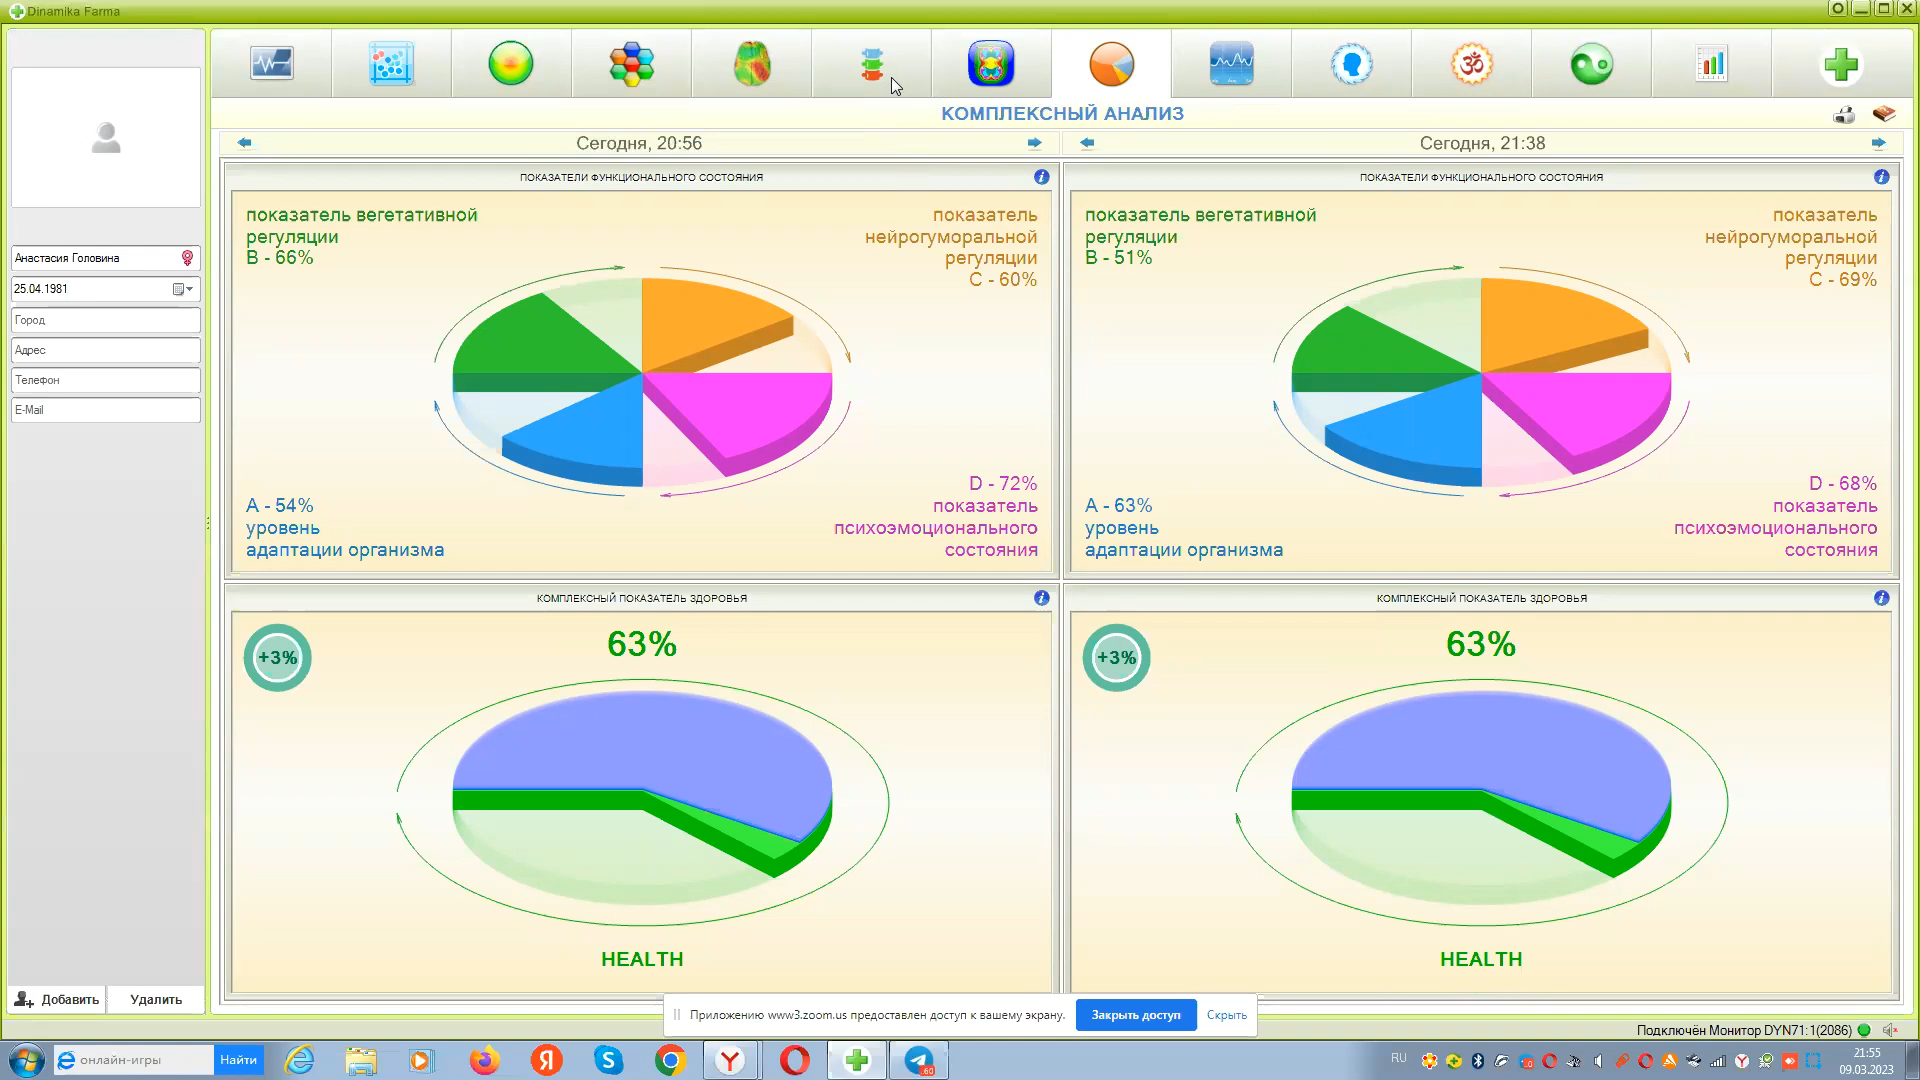 Dinamika Farma
КОМПЛЕКСНЫЙ АНАЛИЗ
Сегодня, 20:56
Сегодня, 21:38
ПОКАЗАТЕЛИ ФУНКЦИОНАЛЬНОГО СОСТОЯНИЯ
показатель вегетативной
регуляции
B - 66%
показатель
нейрогуморальной
регуляции
C - 60%
A - 54%
уровень
адаптации организма
D - 72%
показатель
психоэмоционального
состояния
ПОКАЗАТЕЛИ ФУНКЦИОНАЛЬНОГО СОСТОЯНИЯ
показатель вегетативной
регуляции
B - 51%
показатель
нейрогуморальной
регуляции
C - 69%
A - 63%
уровень
адаптации организма
D - 68%
показатель
психоэмоционального
состояния
КОМПЛЕКСНЫЙ ПОКАЗАТЕЛЬ ЗДОРОВЬЯ
+3%
63%
HEALTH
КОМПЛЕКСНЫЙ ПОКАЗАТЕЛЬ ЗДОРОВЬЯ
+3%
63%
HEALTH
Анастасия Головина
25.04.1981
Город
Адрес
Телефон
E-Mail
Добавить
Удалить
Приложению www3.zoom.us предоставлен доступ к вашему экрану.
Закрыть доступ
Скрыть
Подключён Монитор DYN71:1(2086)
онлайн-игры
Найти
60
RU
21:55
09.03.2023